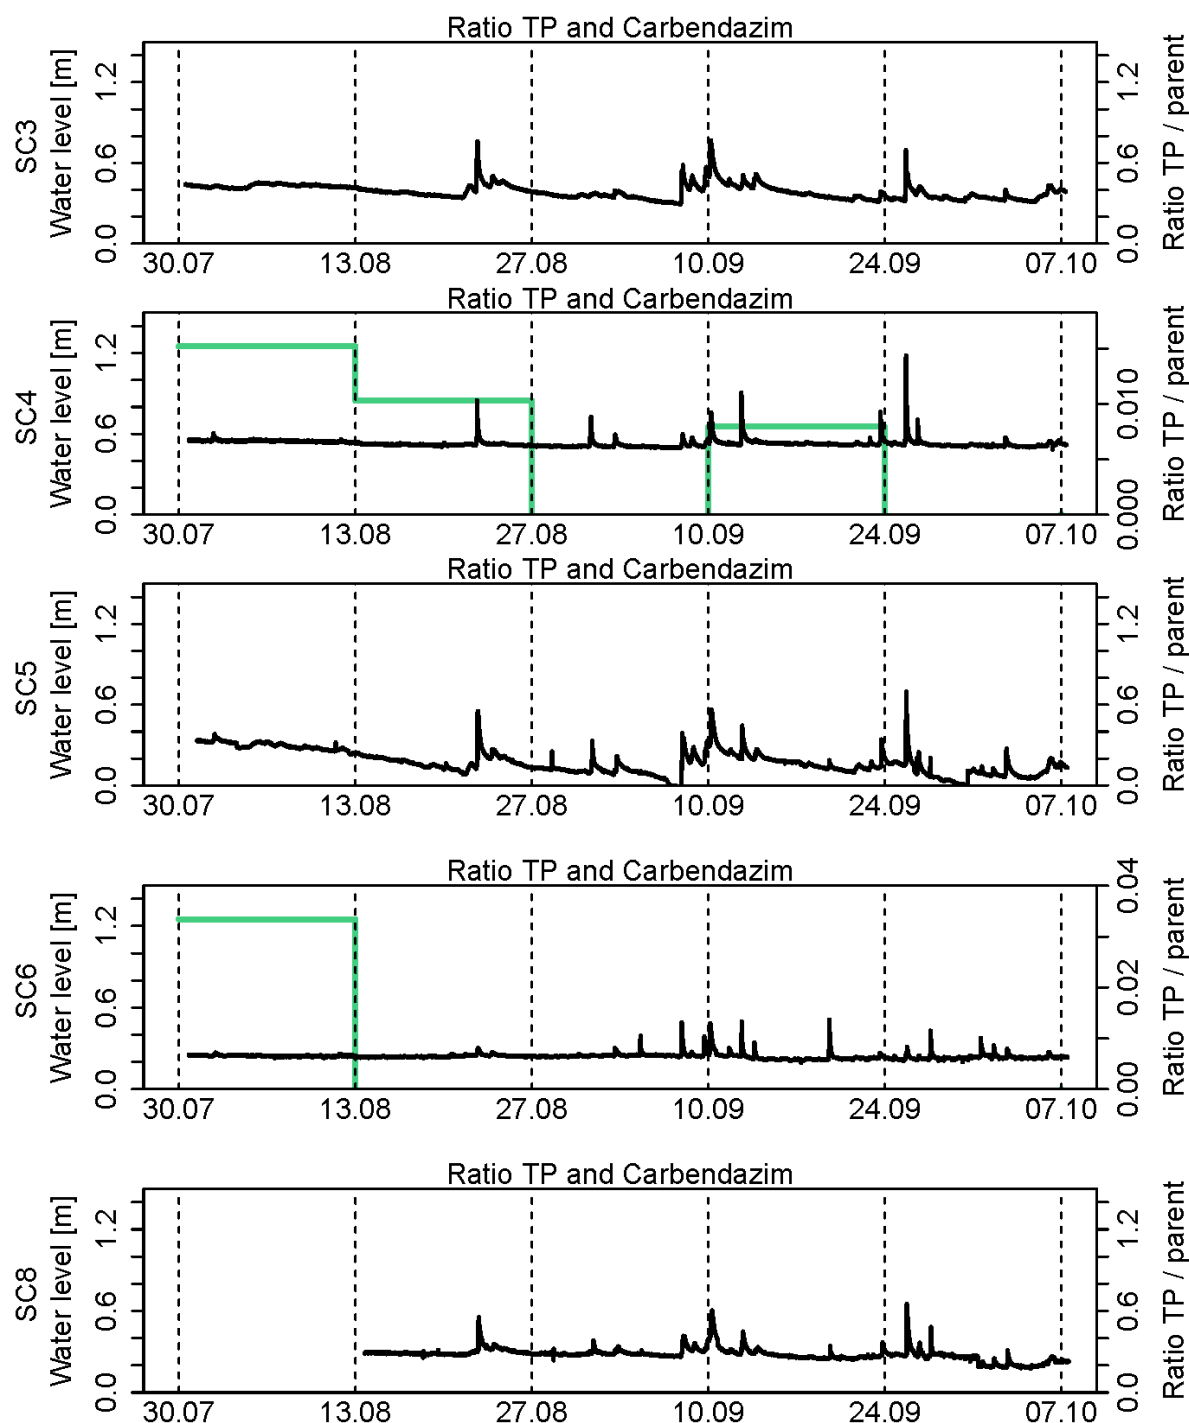 Ratio TP and Carbendazim
SC3
Water level [m]
0.0 0.6 1.2
0.0 0.6 1.2
Ratio TP / parent
30.07 13.08 27.08 10.09 24.09 07.10
Ratio TP and Carbendazim
SC4
Water level [m]
0.0 0.6 1.2
0.000 0.010
Ratio TP / parent
30.07 13.08 27.08 10.09 24.09 07.10
Ratio TP and Carbendazim
SC5
Water level [m]
0.0 0.6 1.2
0.0 0.6 1.2
Ratio TP / parent
30.07 13.08 27.08 10.09 24.09 07.10
Ratio TP and Carbendazim
SC6
Water level [m]
0.0 0.6 1.2
0.00 0.02 0.04
Ratio TP / parent
30.07 13.08 27.08 10.09 24.09 07.10
Ratio TP and Carbendazim
SC8
Water level [m]
0.0 0.6 1.2
0.0 0.6 1.2
Ratio TP / parent
30.07 13.08 27.08 10.09 24.09 07.10